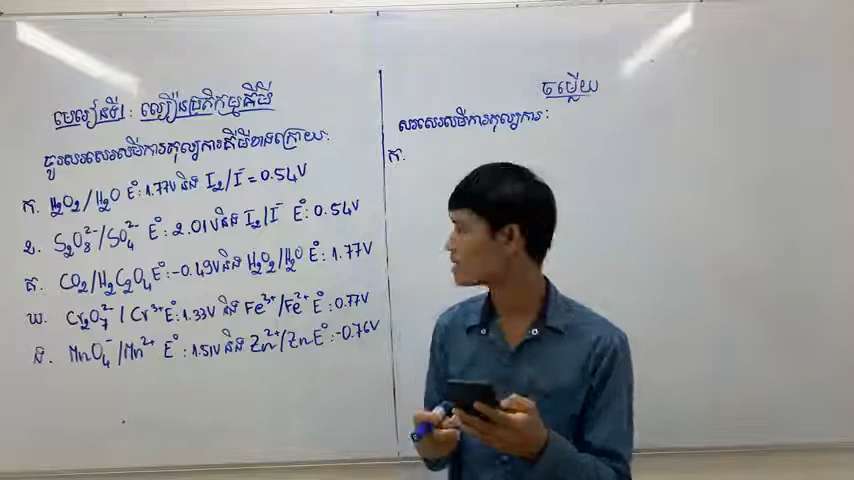 មេរៀនទី1: ល្បឿនប្រតិកម្មគីមី
ចូរសរសេរសមីការតុល្យការគីមីខាងក្រោយ:
ក. H₂O₂/H₂O E°: 1.77V និង I₂/I⁻ = 0.54V
ខ. S₂O₈²⁻/SO₄²⁻ E°: 2.01V និង I₂/I⁻ E°: 0.54V
គ. CO₂/H₂C₂O₄ E°: -0.49V និង H₂O₂/H₂O E°: 1.77V
ឃ. Cr₂O₇²⁻/Cr³⁺ E°: 1.33V និង Fe³⁺/Fe²⁺ E°: 0.77V
ង. MnO₄⁻/Mn²⁺ E°: 1.51V និង Zn²⁺/Zn E°: -0.76V
ចម្លើយ
សរសេរសមីការតុល្យការ:
ក.